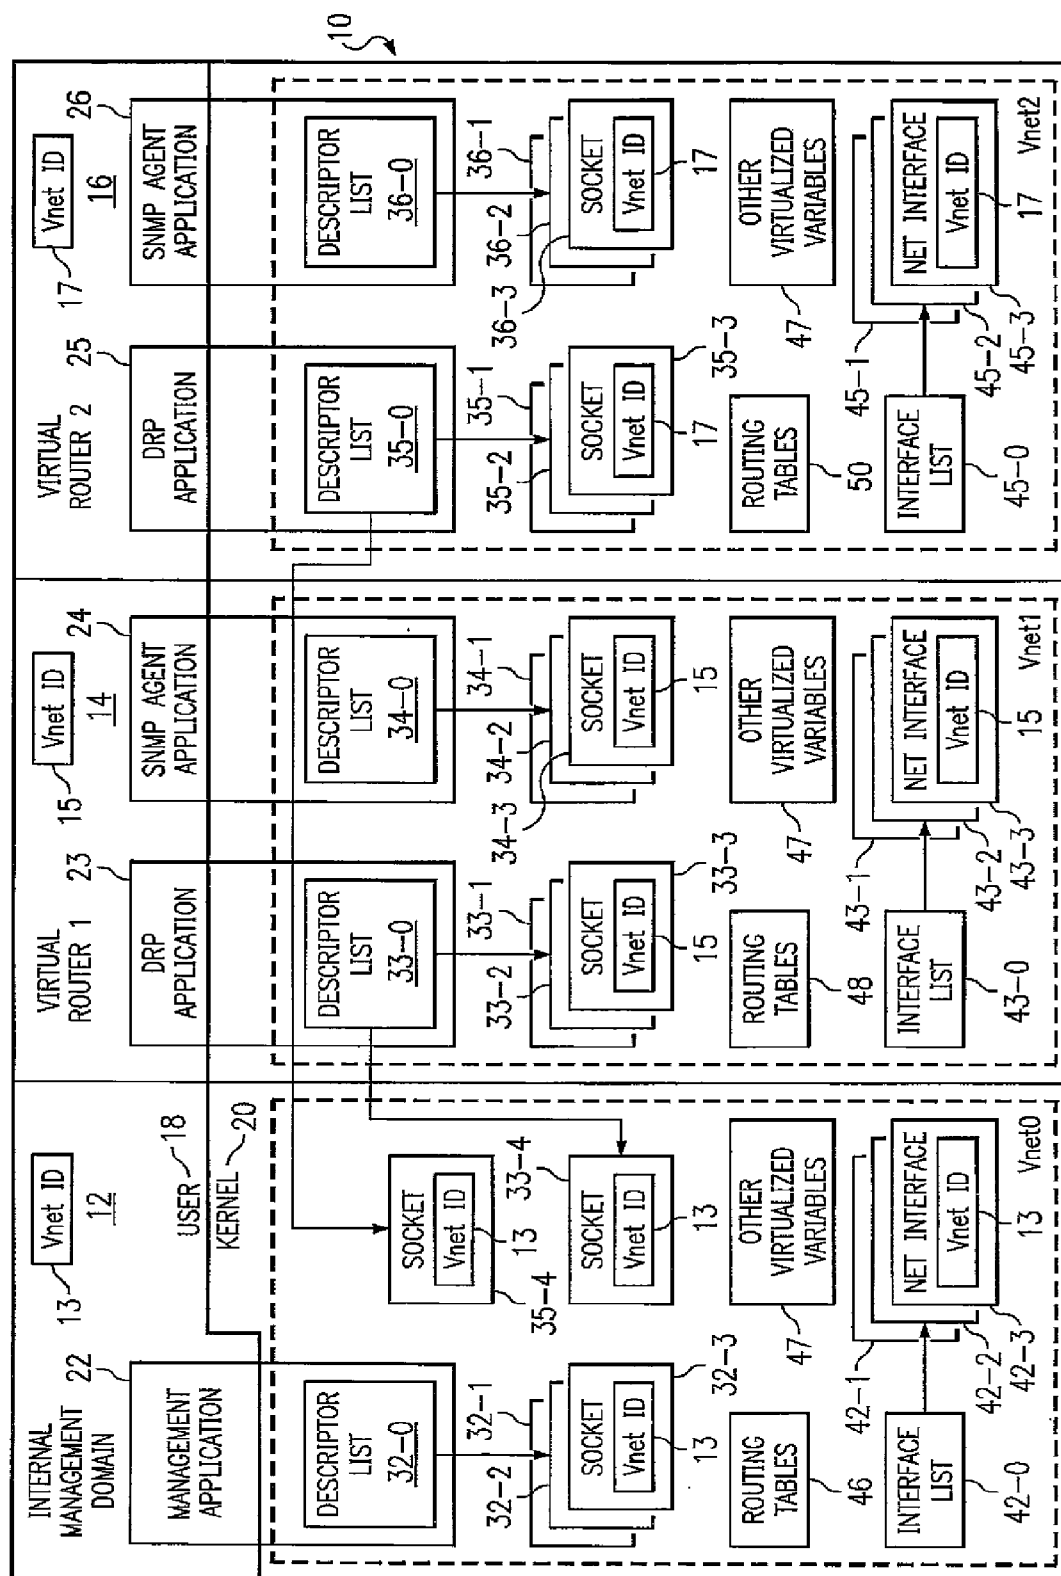 10
INTERNAL
MANAGEMENT
DOMAIN
22
MANAGEMENT
APPLICATION
13
Vnet ID
12
USER 18
KERNEL 20
DESCRIPTOR
LIST
32-0
32-1
32-2
SOCKET
Vnet ID
32-3
13
SOCKET
Vnet ID
13
35-4
SOCKET
Vnet ID
33-4
13
ROUTING
TABLES
46
OTHER
VIRTUALIZED
VARIABLES
47
INTERFACE
LIST
42-0
42-1
NET INTERFACE
Vnet ID
42-2
42-3
13
Vnet0
VIRTUAL
ROUTER 1
23
DRP
APPLICATION
15
Vnet ID
14
24
SNMP AGENT
APPLICATION
DESCRIPTOR
LIST
33-0
DESCRIPTOR
LIST
34-0
33-1
33-2
SOCKET
Vnet ID
33-3
15
34-1
34-2
34-3
SOCKET
Vnet ID
15
ROUTING
TABLES
48
OTHER
VIRTUALIZED
VARIABLES
47
INTERFACE
LIST
43-0
43-1
NET INTERFACE
Vnet ID
43-2
43-3
15
Vnet1
VIRTUAL
ROUTER 2
25
DRP
APPLICATION
17
Vnet ID
16
26
SNMP AGENT
APPLICATION
DESCRIPTOR
LIST
35-0
DESCRIPTOR
LIST
36-0
35-1
35-2
SOCKET
Vnet ID
35-3
17
36-1
36-2
36-3
SOCKET
Vnet ID
17
ROUTING
TABLES
50
OTHER
VIRTUALIZED
VARIABLES
47
INTERFACE
LIST
45-0
45-1
NET INTERFACE
Vnet ID
45-2
45-3
17
Vnet2